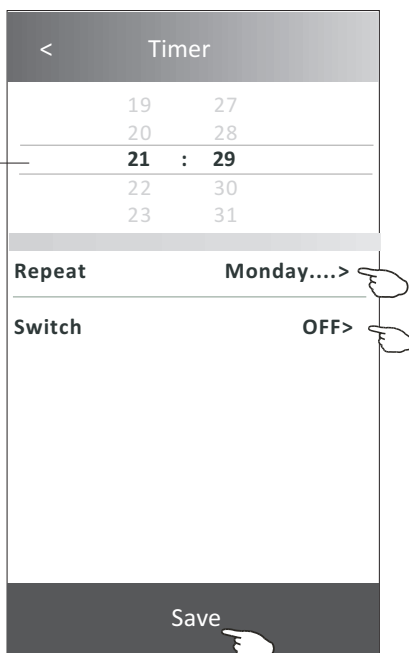 < Timer
19 27
20 28
21 : 29
22 30
23 31
Repeat Monday....>
Switch OFF>
Save